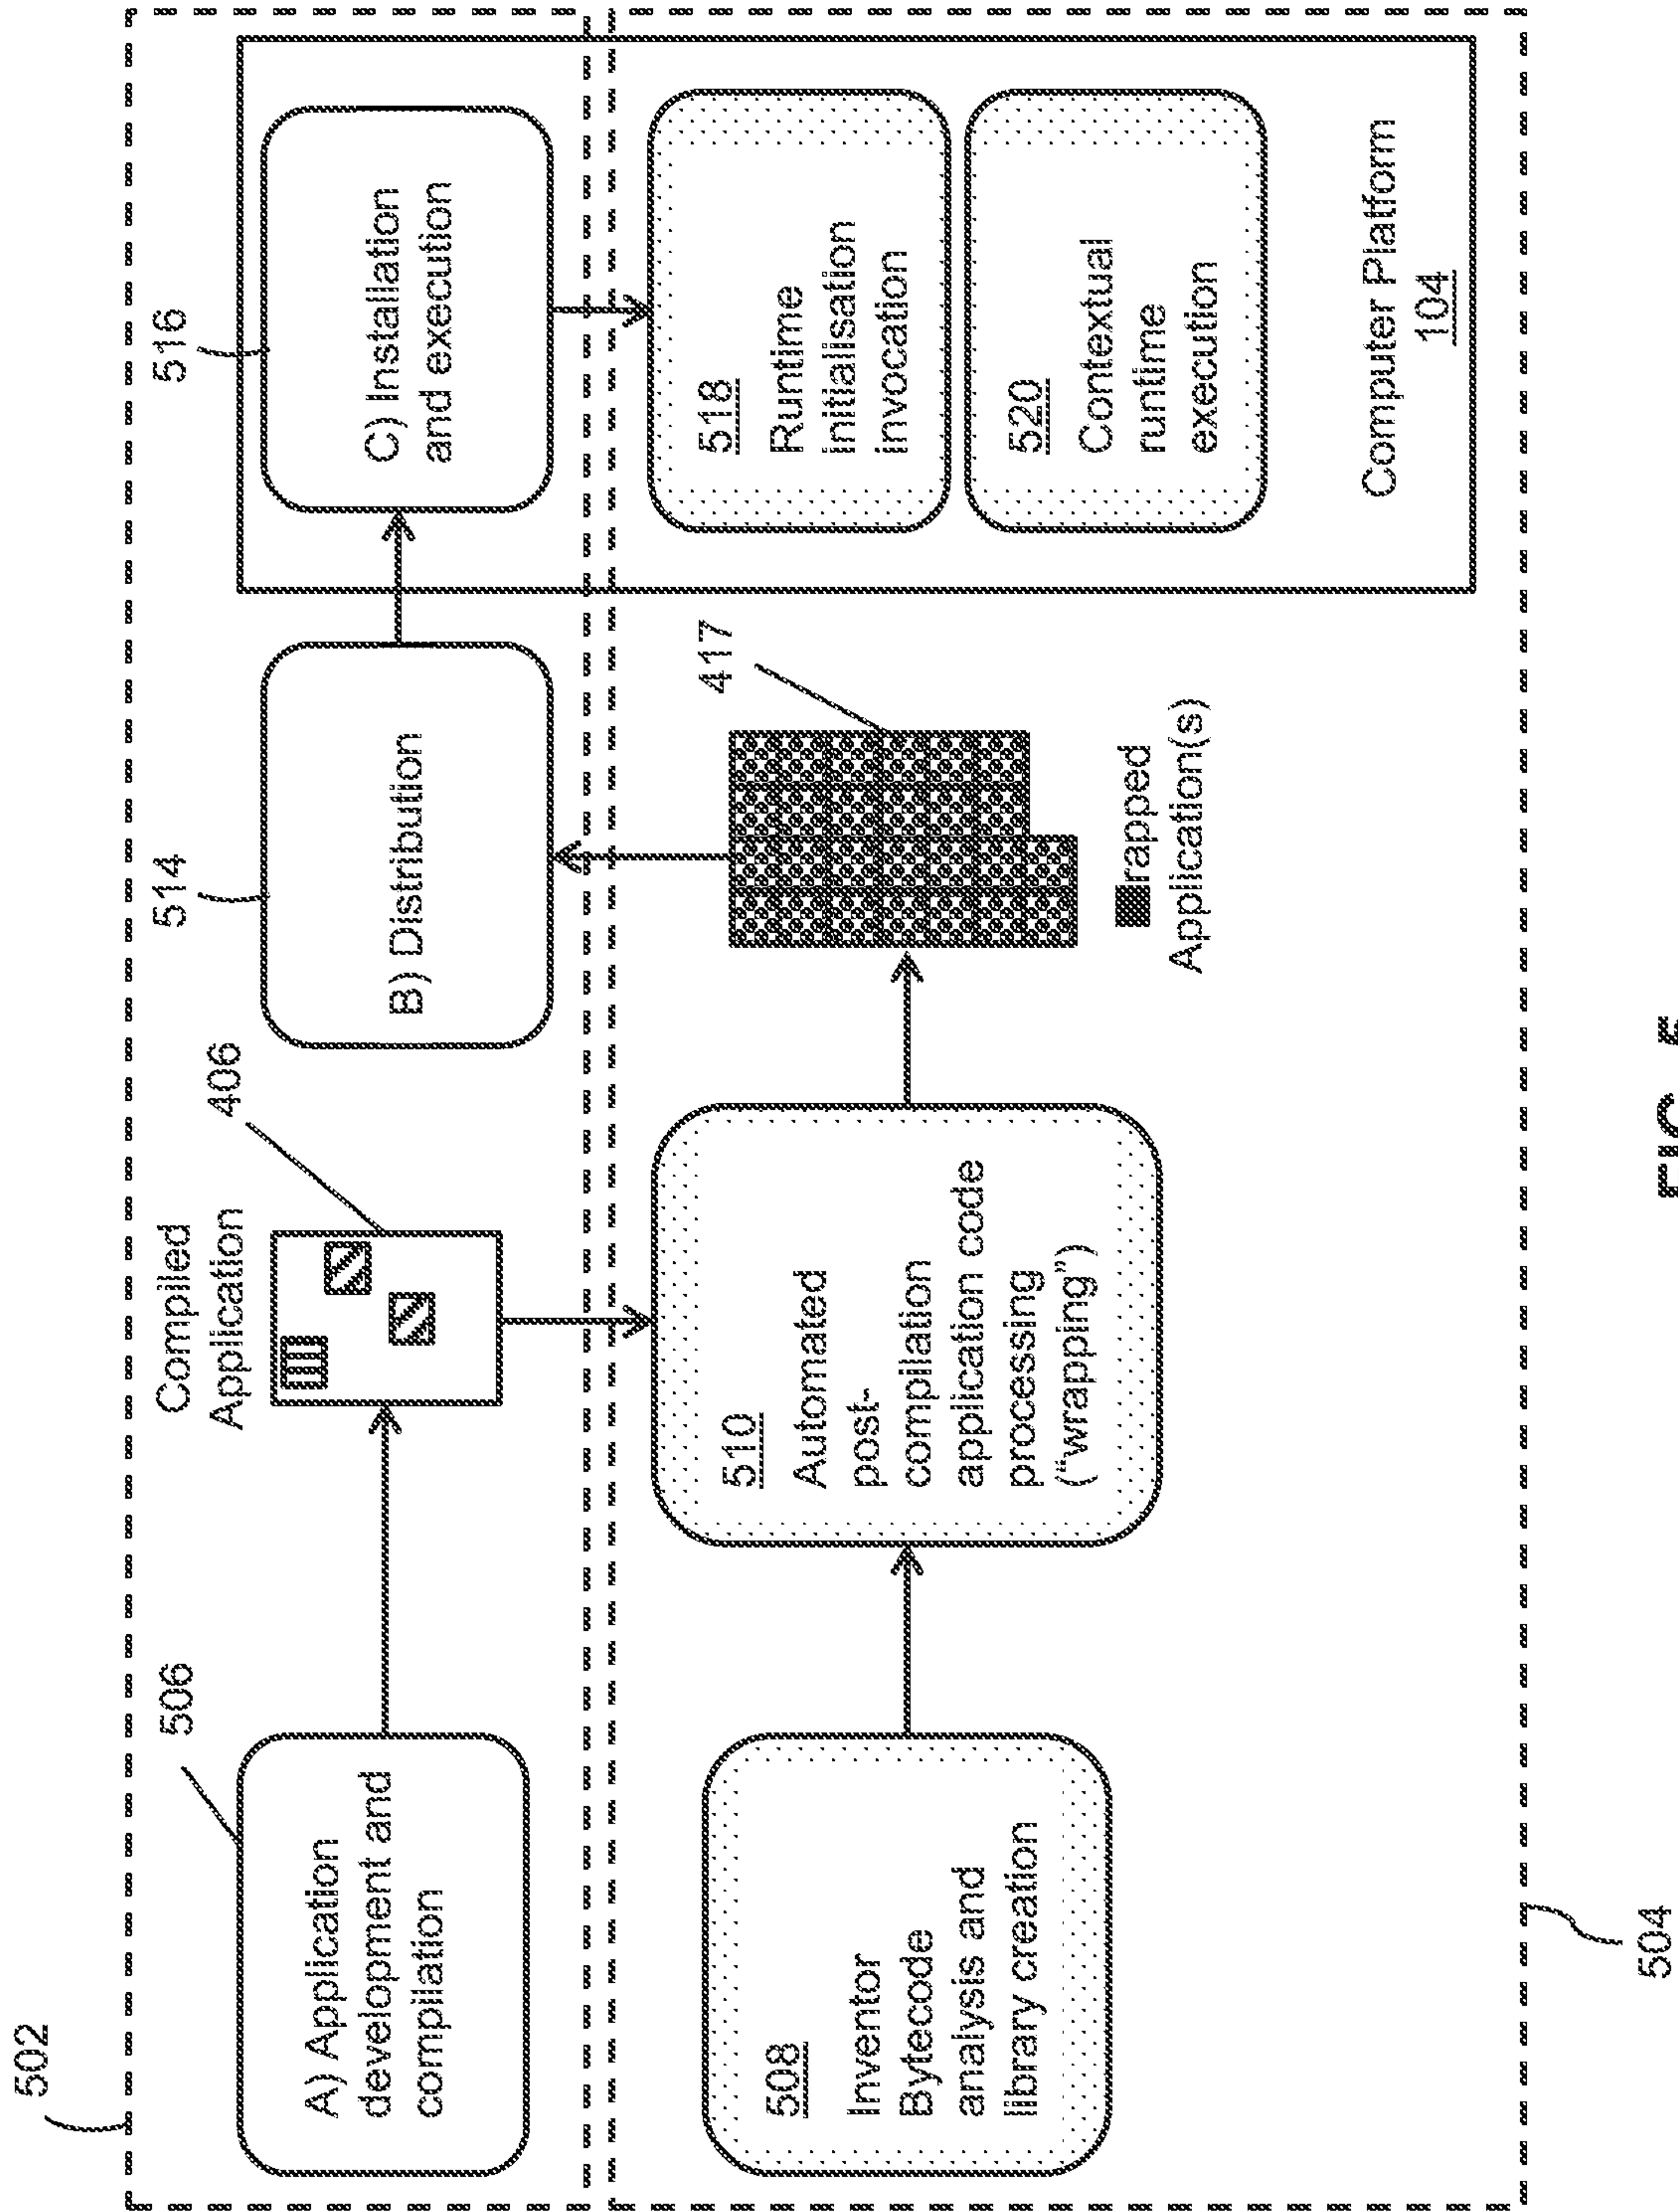 502
506
A) Application
development and
compilation
Compiled
Application
406
514
B) Distribution
516
C) Installation
and execution
508
Inventor
Bytecode
analysis and
library creation
510
Automated
post-
compilation
application code
processing
(“wrapping”)
417
rapped
Application(s)
518
Runtime
initialisation
invocation
520
Contextual
runtime
execution
Computer Platform
104
504